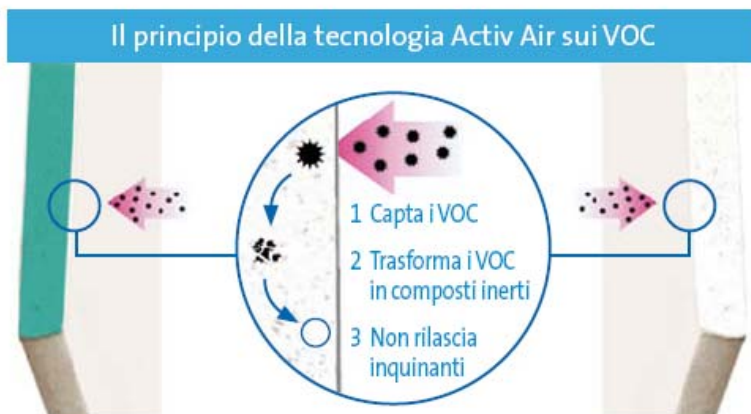 Il principio della tecnologia Activ Air sui VOC
1 Capta i VOC
2 Trasforma i VOC
in composti inerti
3 Non rilascia
inquinanti